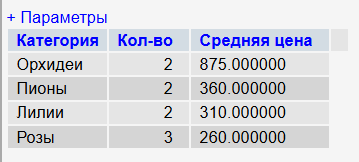 + Параметры
Категория Кол-во Средняя цена
Орхидеи 2 875.000000
Пионы 2 360.000000
Лилии 2 310.000000
Розы 3 260.000000